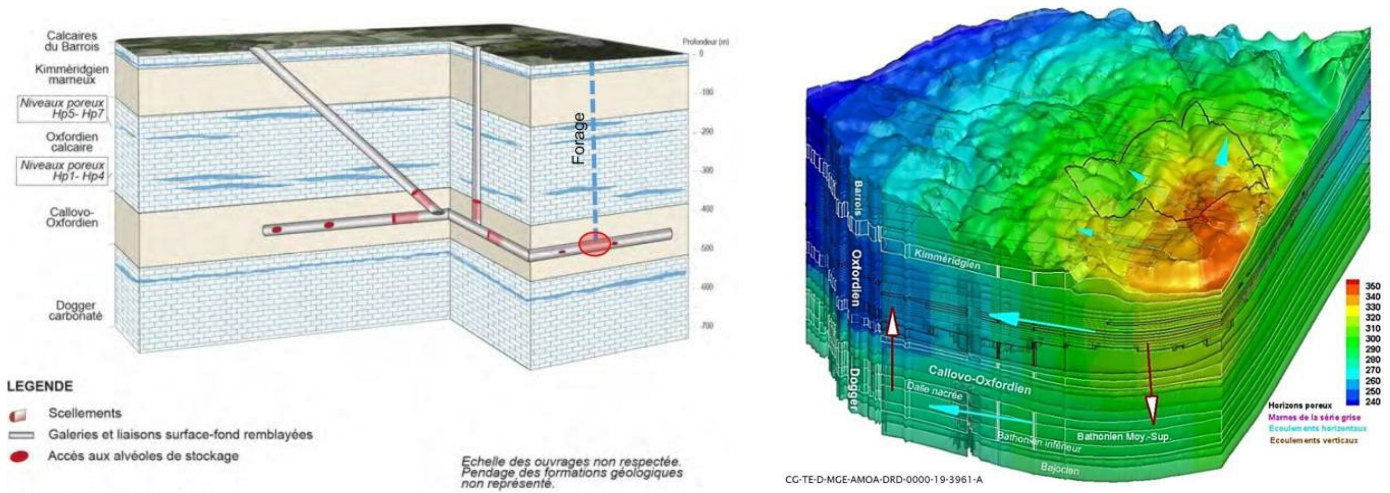 Calcaires
du Barrois
Kimméridgien
marneux
Niveaux poreux
Hp5- Hp7
Oxfordien
calcaire
Niveaux poreux
Hp1- Hp4
Callovo-
Oxfordien
Dogger
carbonaté
Profondeur (m)
0
-100
-200
-300
-400
-500
-600
-700
Forage
LEGENDE
Scellements
Galeries et liaisons surface-fond remblayées
Accès aux alvéoles de stockage
Echelle des ouvrages non respectée.
Pendage des formations géologiques
non représenté.
Barrois
Kimméridgien
Oxfordien
Callovo-Oxfordien
Dogger
Dalle nacrée
Bathonien inférieur
Bathonien Moy.-Sup.
Bajocien
350
340
330
320
310
300
290
280
270
260
250
240
Horizons poreux
Marnes de la série grise
Ecoulements horizontaux
Ecoulements verticaux
CG-TE-D-MGE-AMOA-DRD-0000-19-3961-A